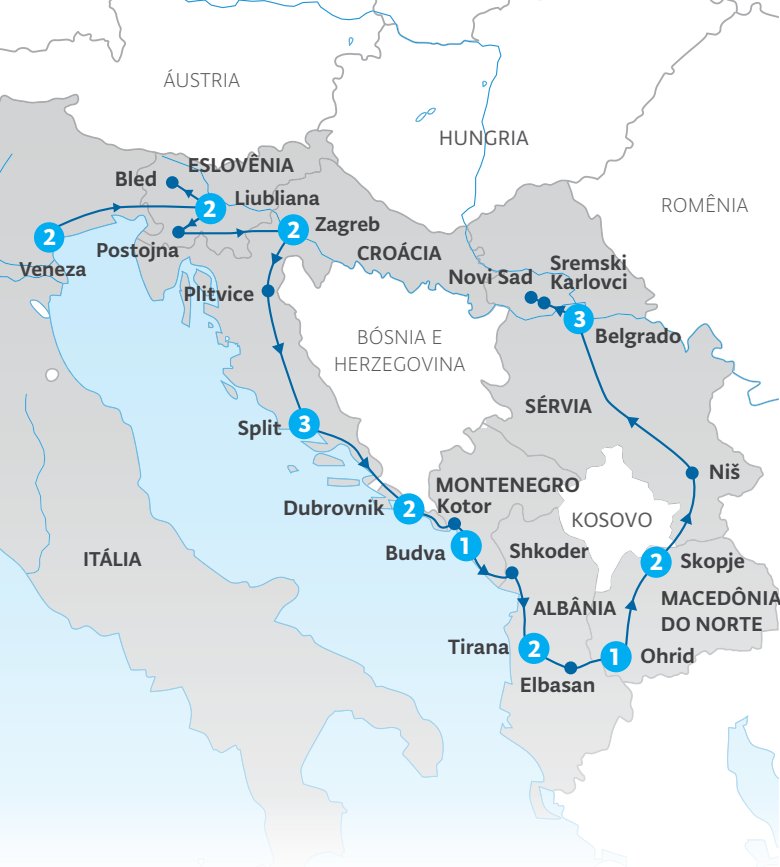 ÁUSTRIA
HUNGRIA
ROMÊNIA
ESLOVÊNIA
Bled
2
Liubliana
2
Veneza
Postojna
2
Zagreb
CROÁCIA
Plitvice
Novi Sad
Sremski
Karlovci
3
Belgrado
BÓSNIA E
HERZEGOVINA
SÉRVIA
Split
3
Niš
MONTENEGRO
Dubrovnik
2
Kotor
KOSOVO
Budva
1
Shkoder
ITÁLIA
2
Skopje
ALBÂNIA
MACEDÔNIA
DO NORTE
Tirana
2
1
Ohrid
Elbasan